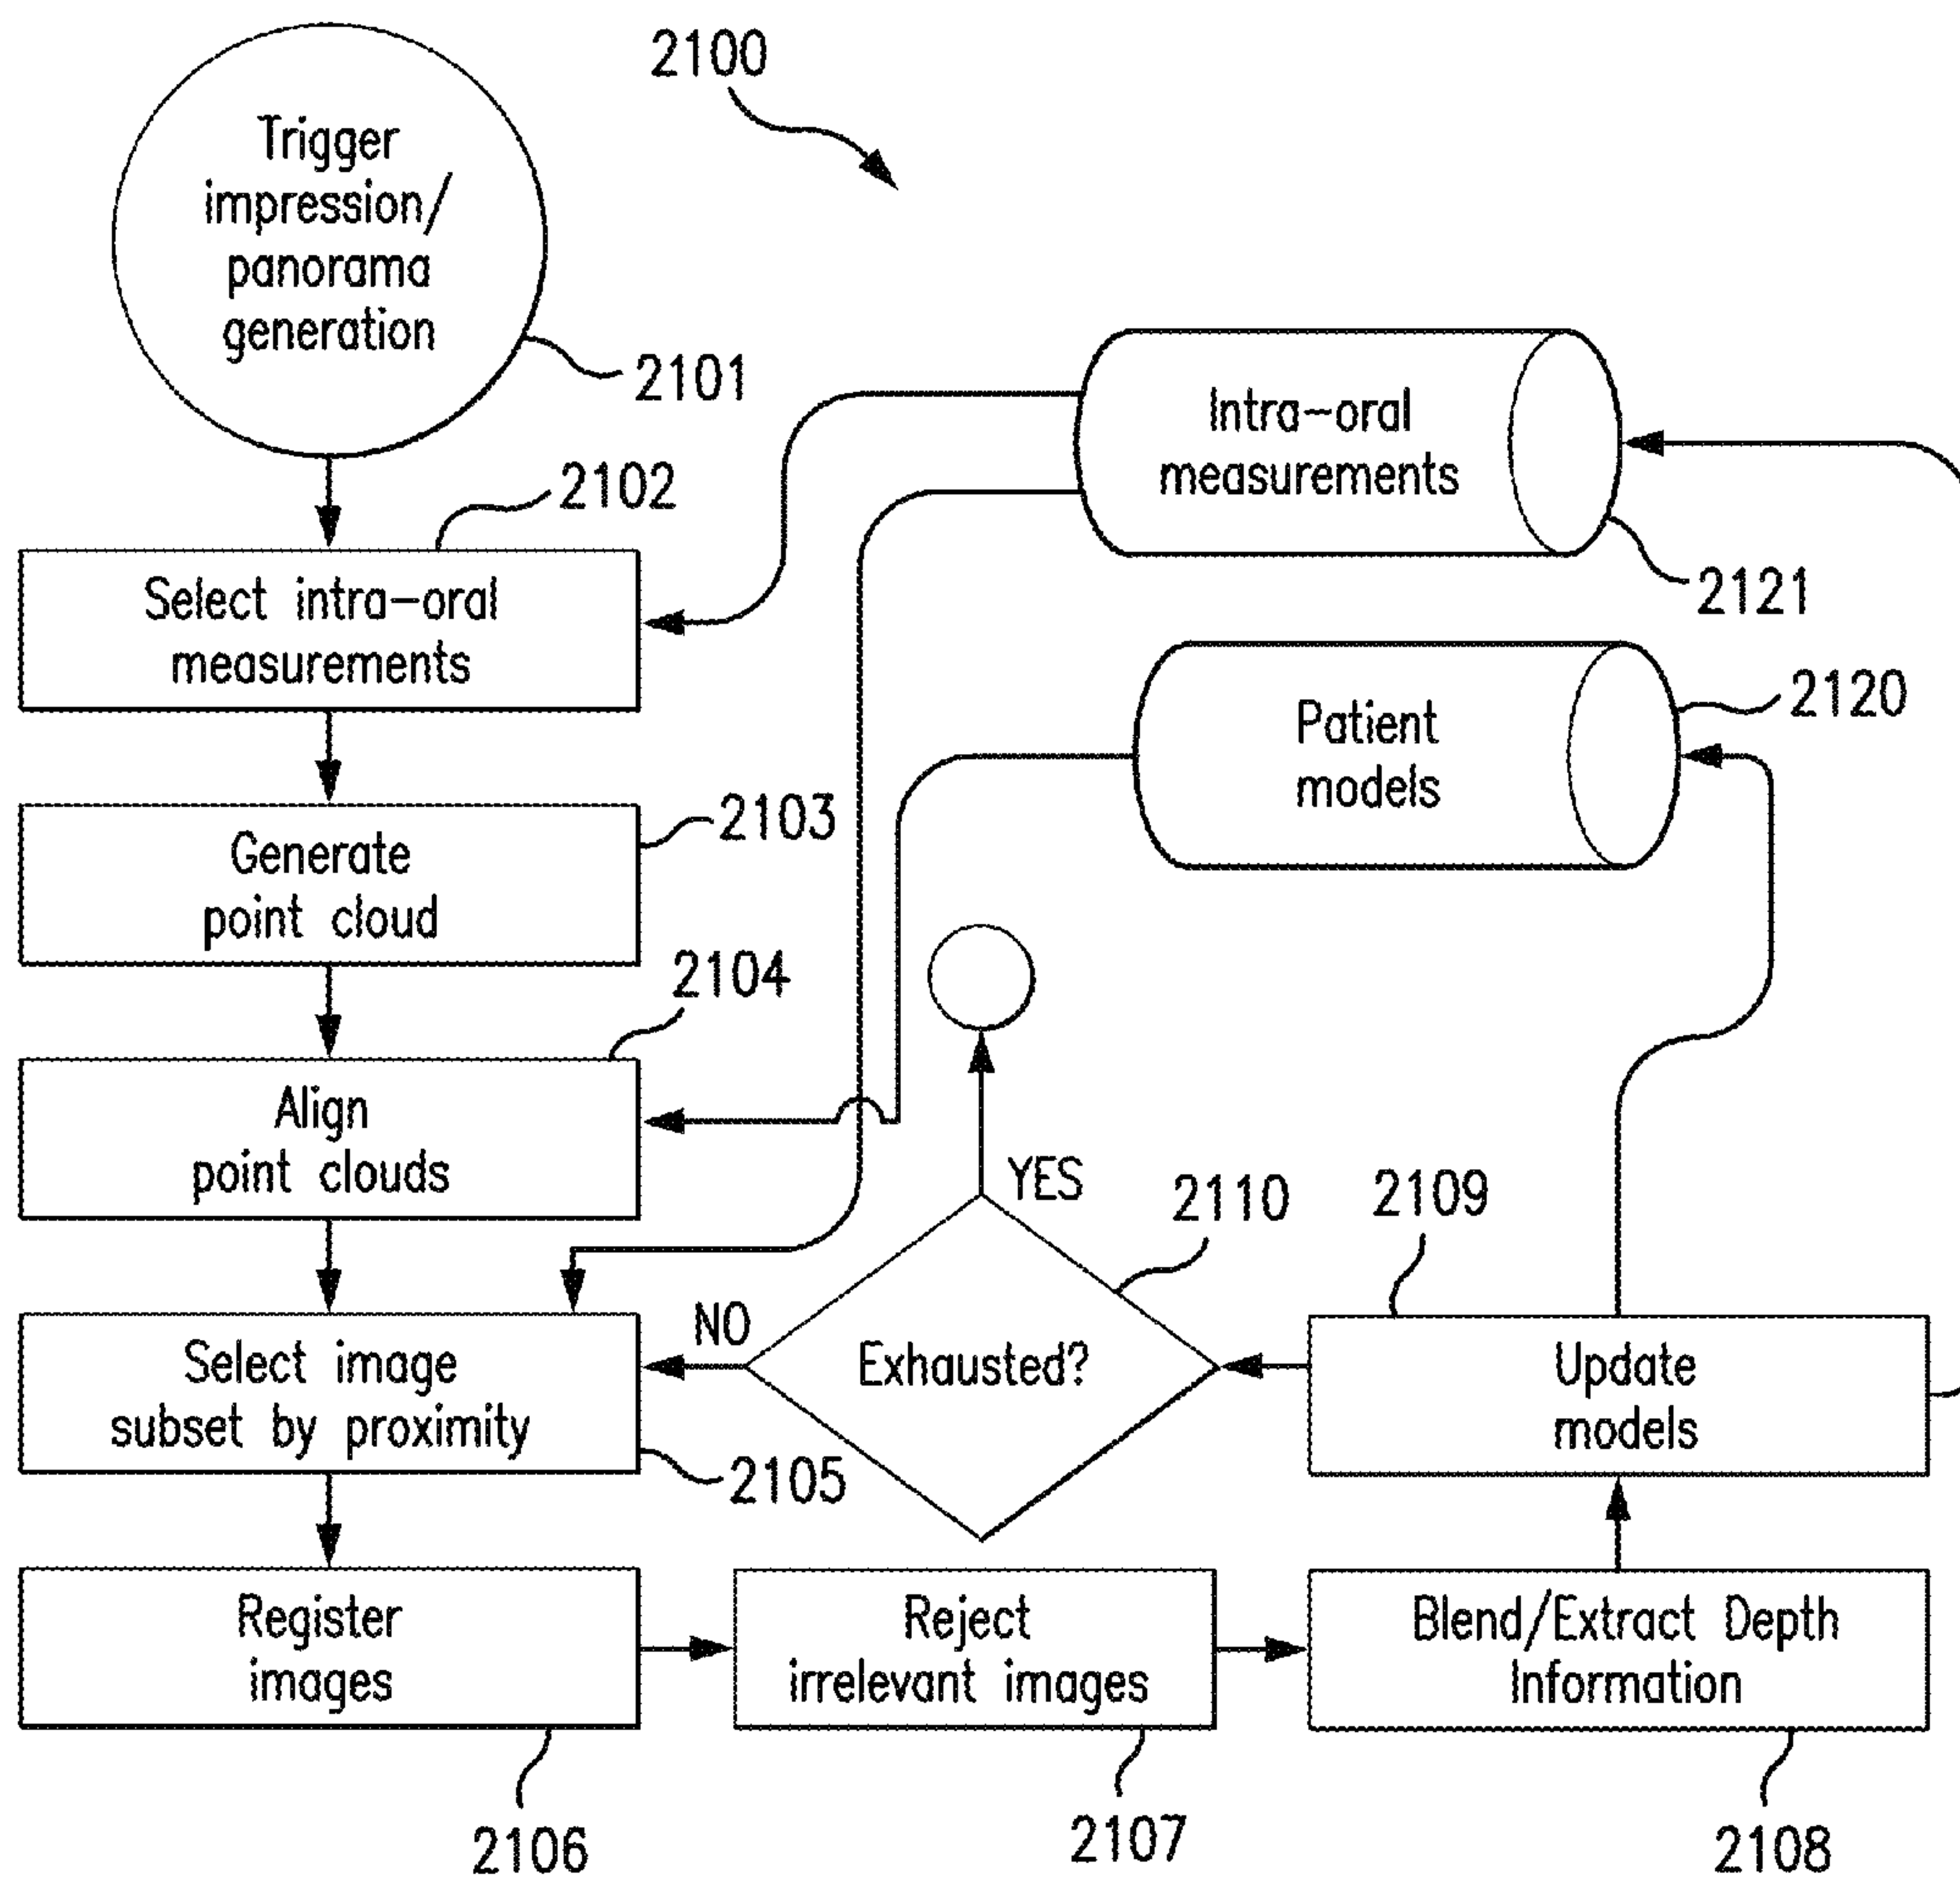 2100
Trigger
impression/
panorama
generation
2101
2102
Intra-oral
measurements
2121
Select intra-oral
measurements
2120
Patient
models
2103
Generate
point cloud
2104
Align
point clouds
YES
2110
2109
NO
Select image
subset by proximity
Exhausted?
Update
models
2105
Register
images
Reject
irrelevant images
Blend/Extract Depth
Information
2106
2107
2108